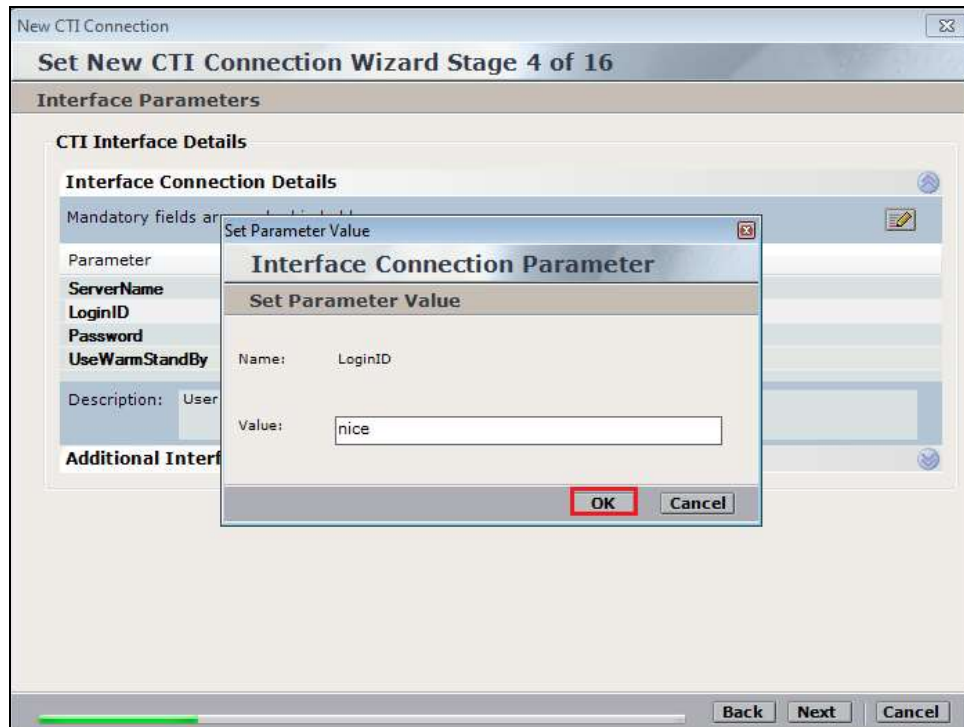 New CTI Connection
Set New CTI Connection Wizard Stage 4 of 16
Interface Parameters
CTI Interface Details
Interface Connection Details
Mandatory fields
Set Parameter Value
Parameter
Interface Connection Parameter
ServerName
Set Parameter Value
LoginID
Password
UseWarmStandBy
Name: LoginID
Description: User
Value: nice
Additional
OK Cancel
Back Next Cancel